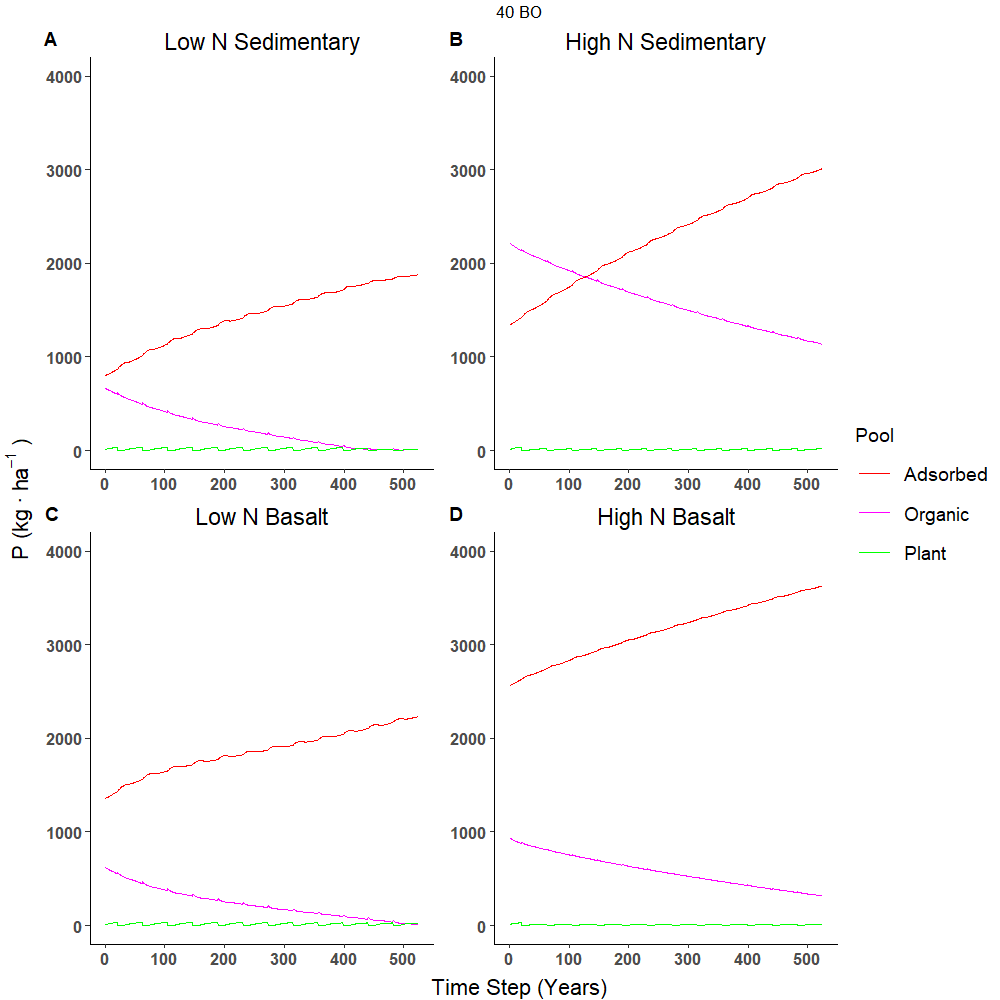 40 BO
A Low N Sedimentary
B High N Sedimentary
4000
3000
2000
1000
0
0 100 200 300 400 500
4000
3000
2000
1000
0
0 100 200 300 400 500
C Low N Basalt
D High N Basalt
4000
3000
2000
1000
0
0 100 200 300 400 500
4000
3000
2000
1000
0
0 100 200 300 400 500
P (kg · ha⁻¹ )
Time Step (Years)
Pool
Adsorbed
Organic
Plant